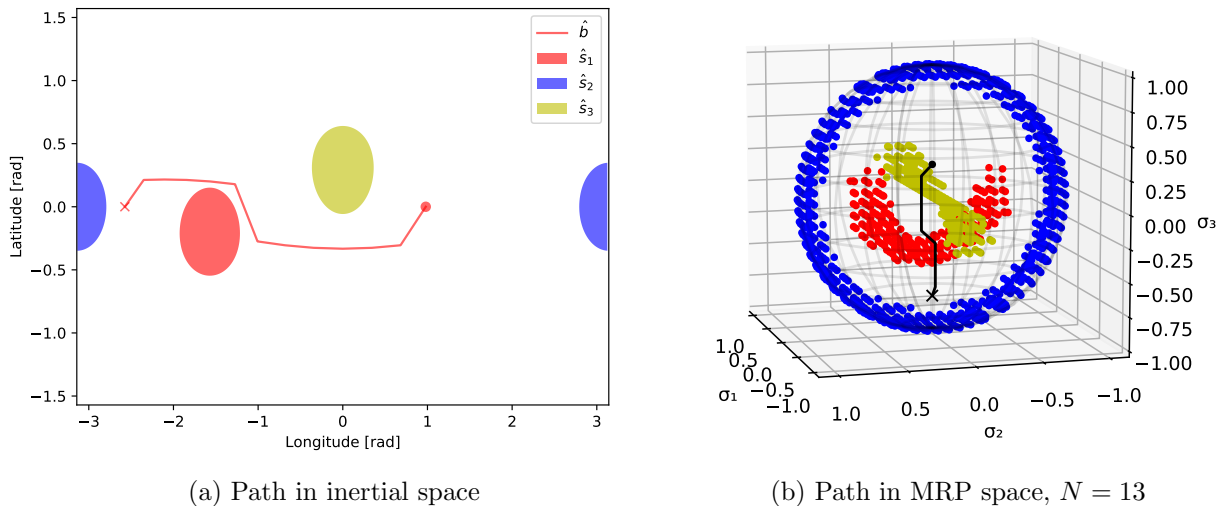 1.5
1.0
0.5
0.0
−0.5
−1.0
−1.5
Latitude [rad]
−3 −2 −1 0 1 2 3
Longitude [rad]
b̂
ŝ₁
ŝ₂
ŝ₃
(a) Path in inertial space
1.00
0.75
0.50
0.25
0.00
−0.25
−0.50
−0.75
−1.00
σ₃
1.0
0.5
0.0
−0.5
−1.0
σ₁
1.0 0.5 0.0 −0.5 −1.0
σ₂
(b) Path in MRP space, N = 13